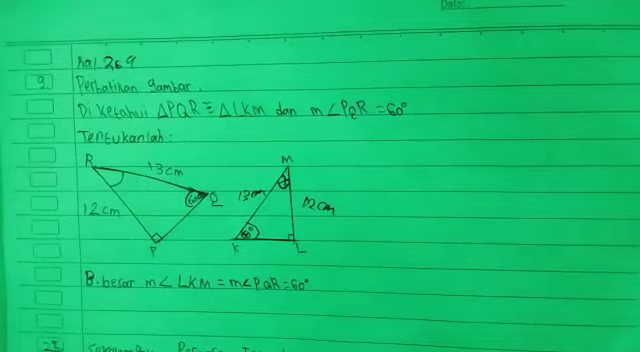 Date:
hal 269
9. Perhatikan gambar.
Di ketahui ΔPQR ≅ ΔLKM dan m∠PQR = 60°
Tentukanlah:
R 13 cm M
12 cm 60° Q 13 cm 12 cm
P K L
B. besar m∠LKM = m∠PQR = 60°